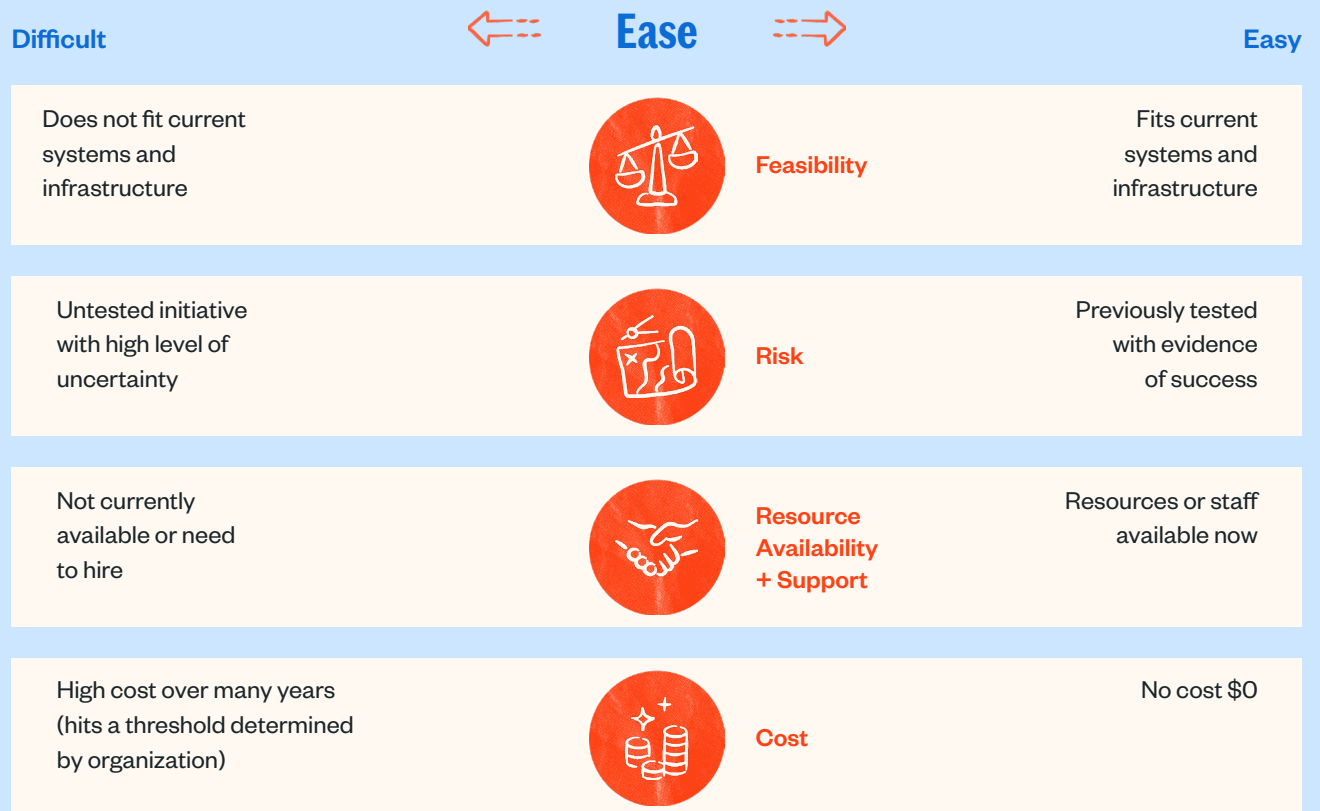 Difficult
Ease
Easy
Does not fit current
systems and
infrastructure
Feasibility
Fits current
systems and
infrastructure
Untested initiative
with high level of
uncertainty
Risk
Previously tested
with evidence
of success
Not currently
available or need
to hire
Resource
Availability
+ Support
Resources or staff
available now
High cost over many years
(hits a threshold determined
by organization)
Cost
No cost $0